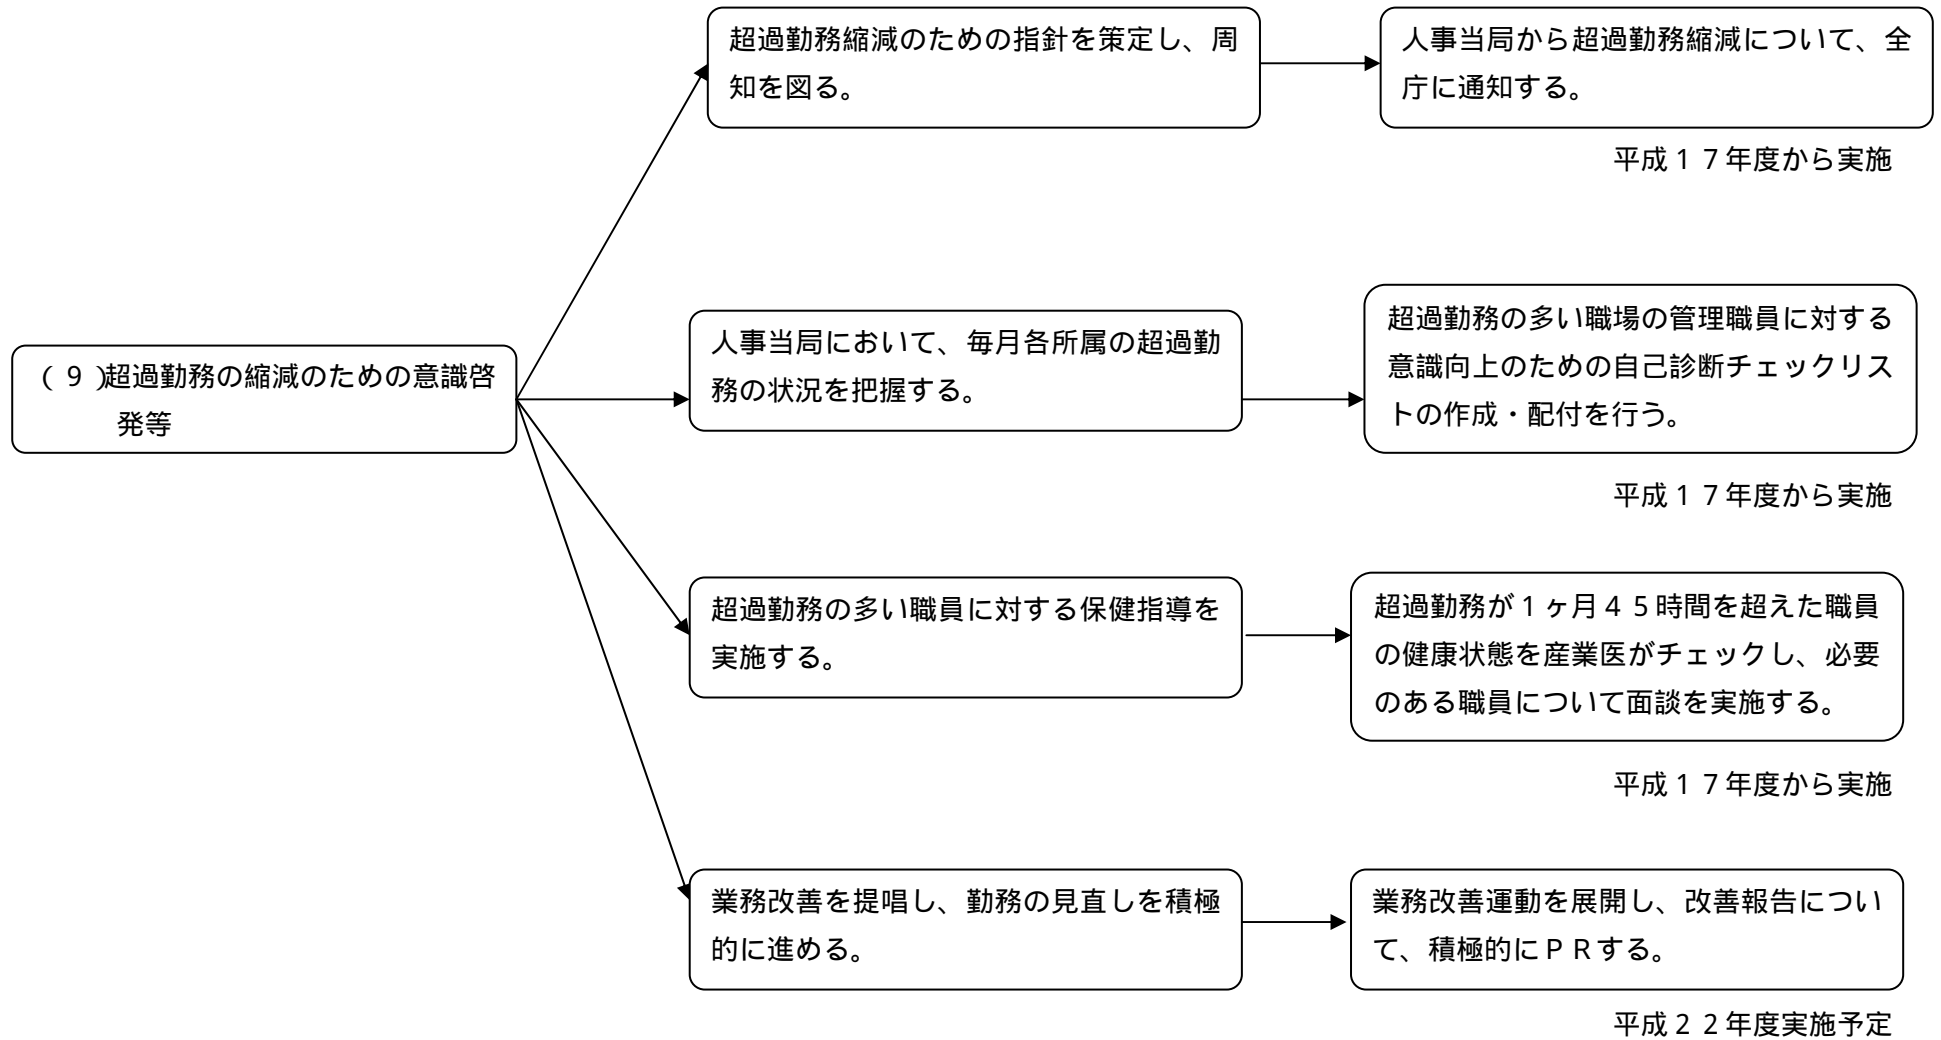 （９）超過勤務の縮減のための意識啓
発等
超過勤務縮減のための指針を策定し、周
知を図る。
人事当局から超過勤務縮減について、全
庁に通知する。
平成１７年度から実施
人事当局において、毎月各所属の超過勤
務の状況を把握する。
超過勤務の多い職場の管理職員に対する
意識向上のための自己診断チェックリス
トの作成・配付を行う。
平成１７年度から実施
超過勤務の多い職員に対する保健指導を
実施する。
超過勤務が１ヶ月４５時間を超えた職員
の健康状態を産業医がチェックし、必要
のある職員について面談を実施する。
平成１７年度から実施
業務改善を提唱し、勤務の見直しを積極
的に進める。
業務改善運動を展開し、改善報告につい
て、積極的にＰＲする。
平成２２年度実施予定